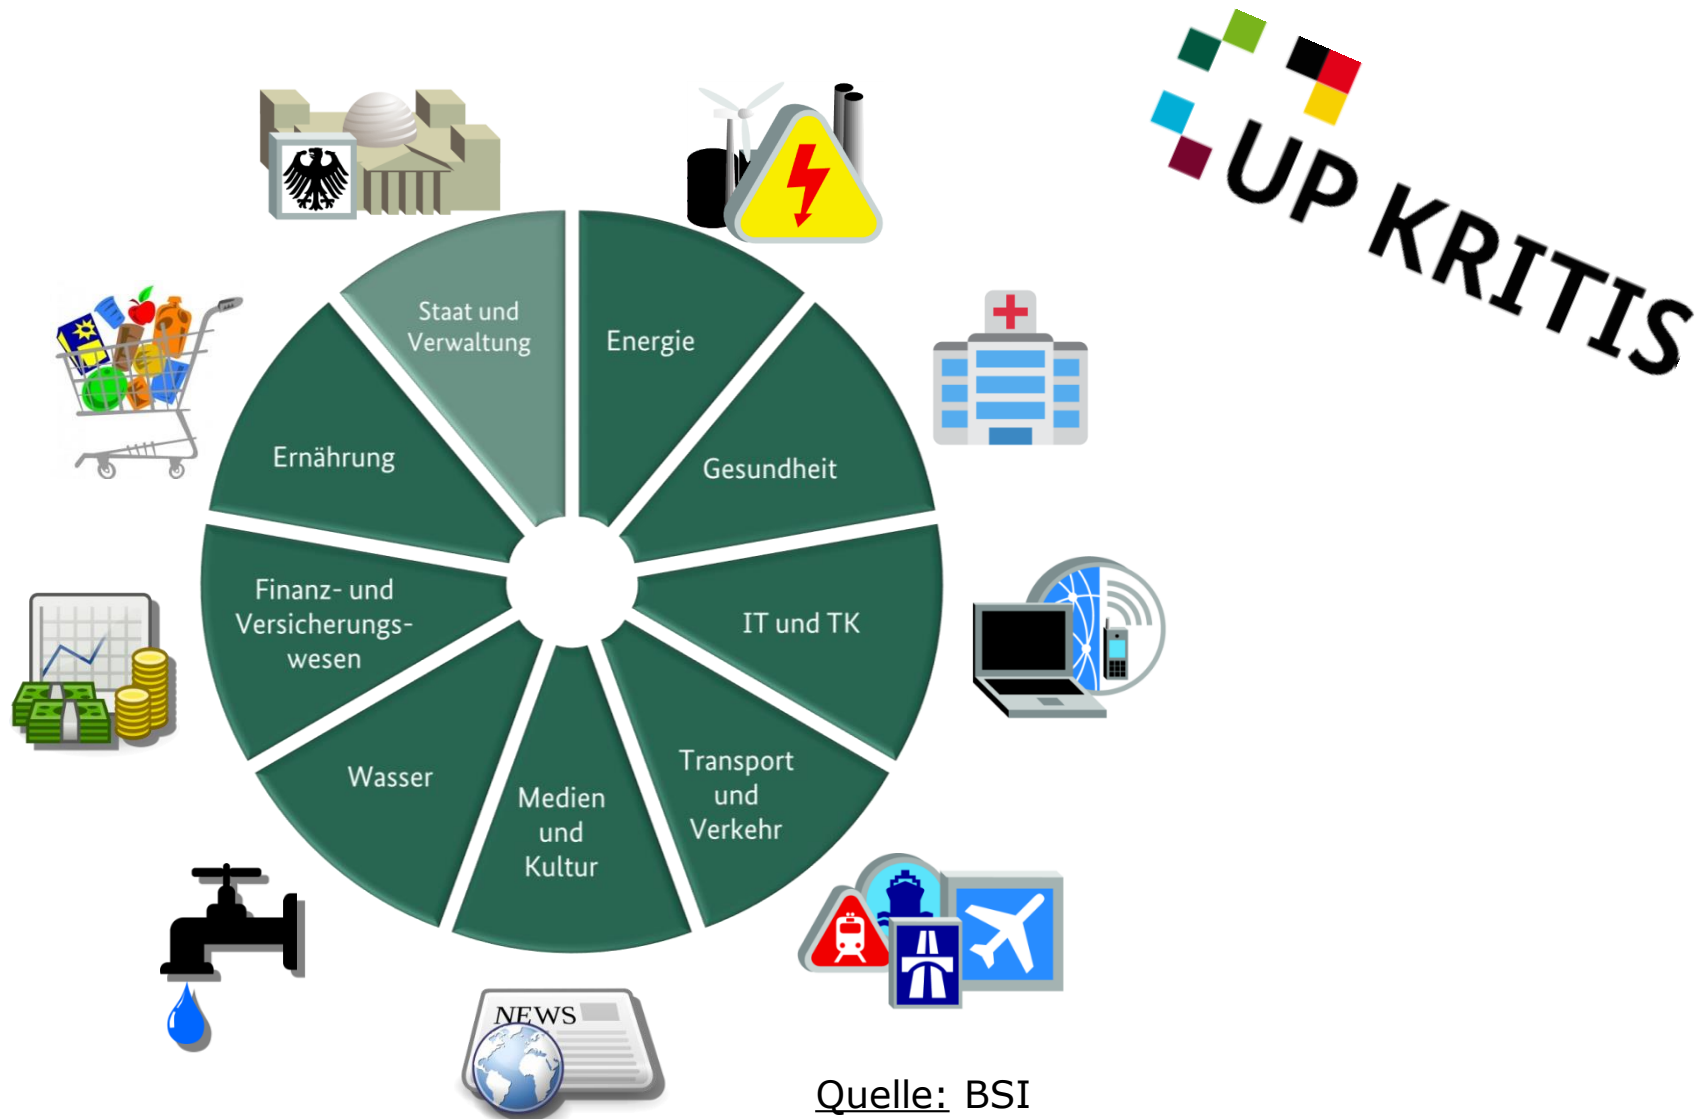 UP KRITIS
Staat und
Verwaltung
Energie
Gesundheit
Ernährung
IT und TK
Finanz- und
Versicherungs-
wesen
Transport
und
Verkehr
Wasser
Medien
und
Kultur
NEWS
Quelle: BSI